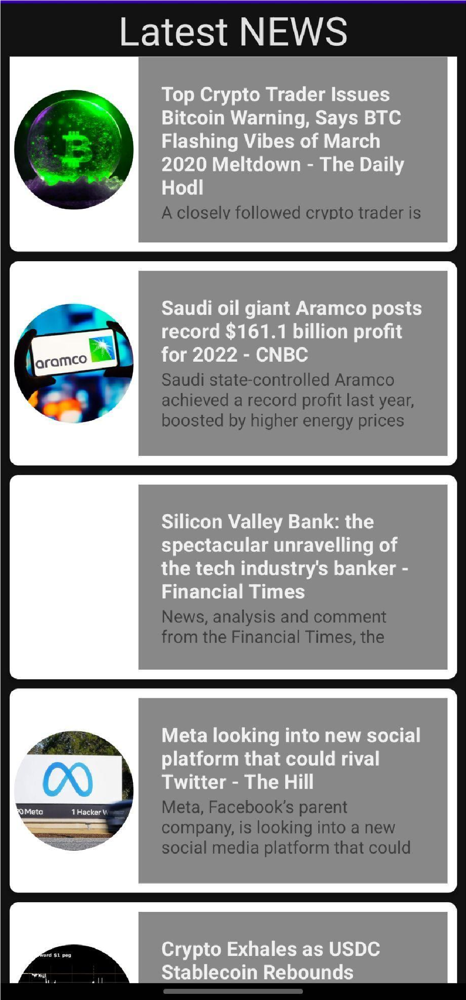 Latest NEWS
Top Crypto Trader Issues
Bitcoin Warning, Says BTC
Flashing Vibes of March
2020 Meltdown - The Daily
Hodl
A closely followed crypto trader is
aramco
Saudi oil giant Aramco posts
record $161.1 billion profit
for 2022 - CNBC
Saudi state-controlled Aramco
achieved a record profit last year,
boosted by higher energy prices
Silicon Valley Bank: the
spectacular unravelling of
the tech industry's banker -
Financial Times
News, analysis and comment
from the Financial Times, the
Meta looking into new social
platform that could rival
Twitter - The Hill
Meta, Facebook’s parent
company, is looking into a new
social media platform that could
Meta 1 Hacker W
ward $1 peg
Crypto Exhales as USDC
Stablecoin Rebounds